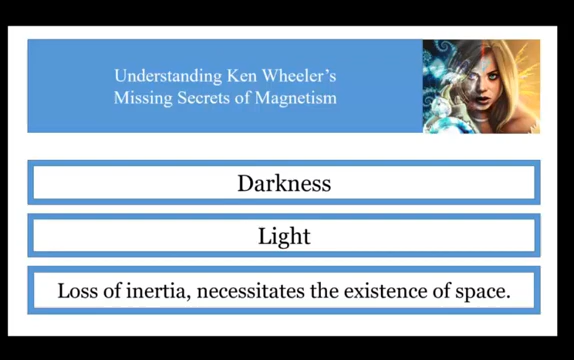 Understanding Ken Wheeler's
Missing Secrets of Magnetism
Darkness
Light
Loss of inertia, necessitates the existence of space.